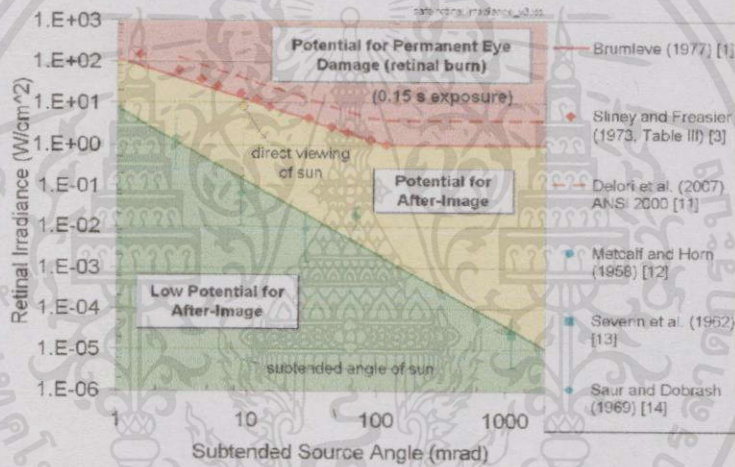 1.E+03
1.E+02
1.E+01
1.E+00
1.E-01
1.E-02
1.E-03
1.E-04
1.E-05
1.E-06
Retinal Irradiance (W/cm^2)
1
10
100
1000
Subtended Source Angle (mrad)
Potential for Permanent Eye
Damage (retinal burn)
(0.15 s exposure)
direct viewing
of sun
Potential for
After-Image
Low Potential for
After-Image
subtended angle of sun
Brumleve (1977) [1]
Sliney and Freasier
(1973, Table III) [3]
Delori et al. (2007)
ANSI 2000 [11]
Metcalf and Horn
(1958) [12]
Severin et al. (1962)
[13]
Saur and Dobrash
(1969) [14]